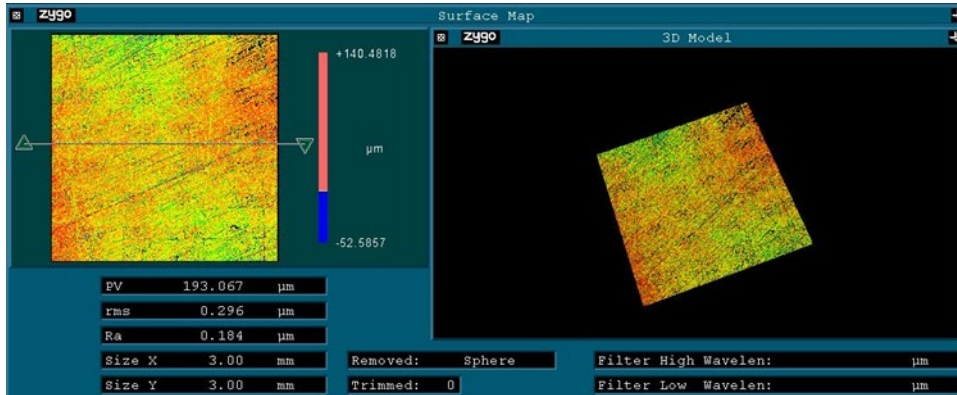 zygo Surface Map
zygo 3D Model
+140.4818
µm
-52.5857
PV 193.067 µm
rms 0.296 µm
Ra 0.184 µm
Size X 3.00 mm
Size Y 3.00 mm
Removed: Sphere
Trimmed: 0
Filter High Wavelen: µm
Filter Low Wavelen: µm